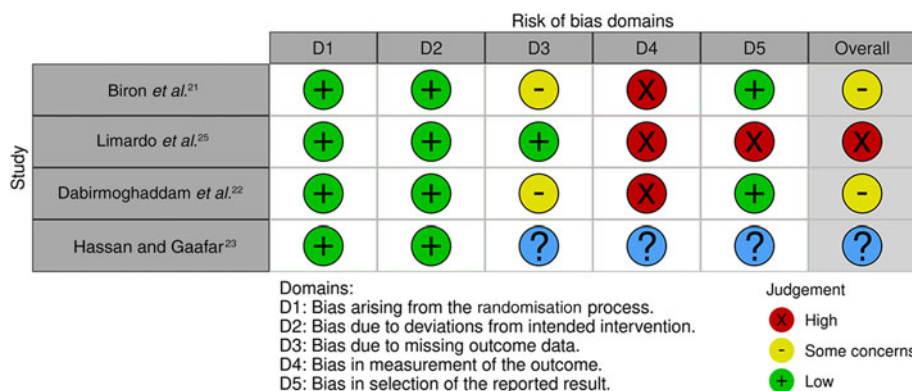 Risk of bias domains
D1 D2 D3 D4 D5 Overall
Study
Biron et al.21 + + - X + -
Limardo et al.25 + + + X X X
Dabirmoghaddam et al.22 + + - X + -
Hassan and Gaafar23 + + ? ? ? ?
Domains:
D1: Bias arising from the randomisation process.
D2: Bias due to deviations from intended intervention.
D3: Bias due to missing outcome data.
D4: Bias in measurement of the outcome.
D5: Bias in selection of the reported result.
Judgement
X High
- Some concerns
+ Low